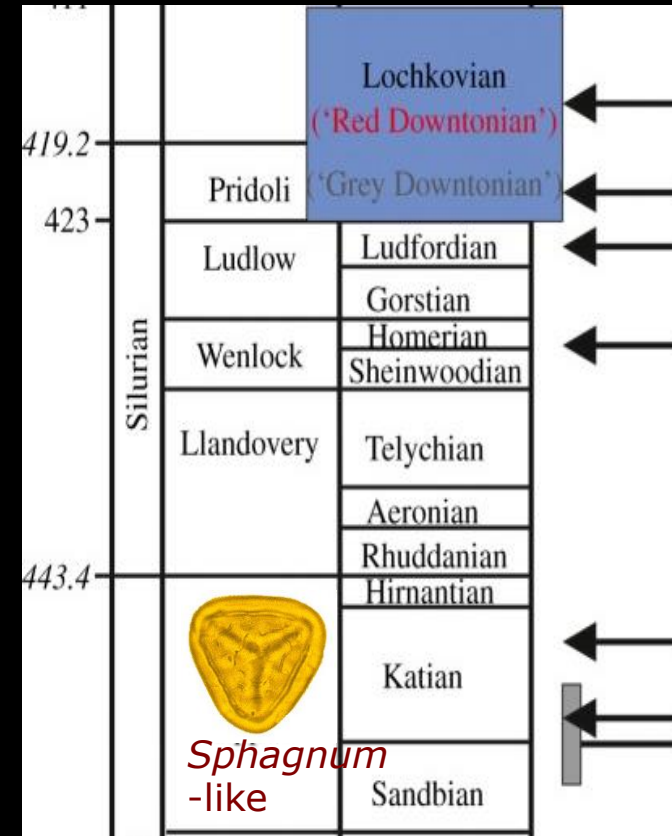 Lochkovian
('Red Downtonian')
419.2
Pridoli
('Grey Downtonian')
423
Ludlow
Ludfordian
Gorstian
Silurian
Wenlock
Homerian
Sheinwoodian
Llandovery
Telychian
Aeronian
Rhuddanian
443.4
Hirnantian
Katian
Sphagnum
-like
Sandbian